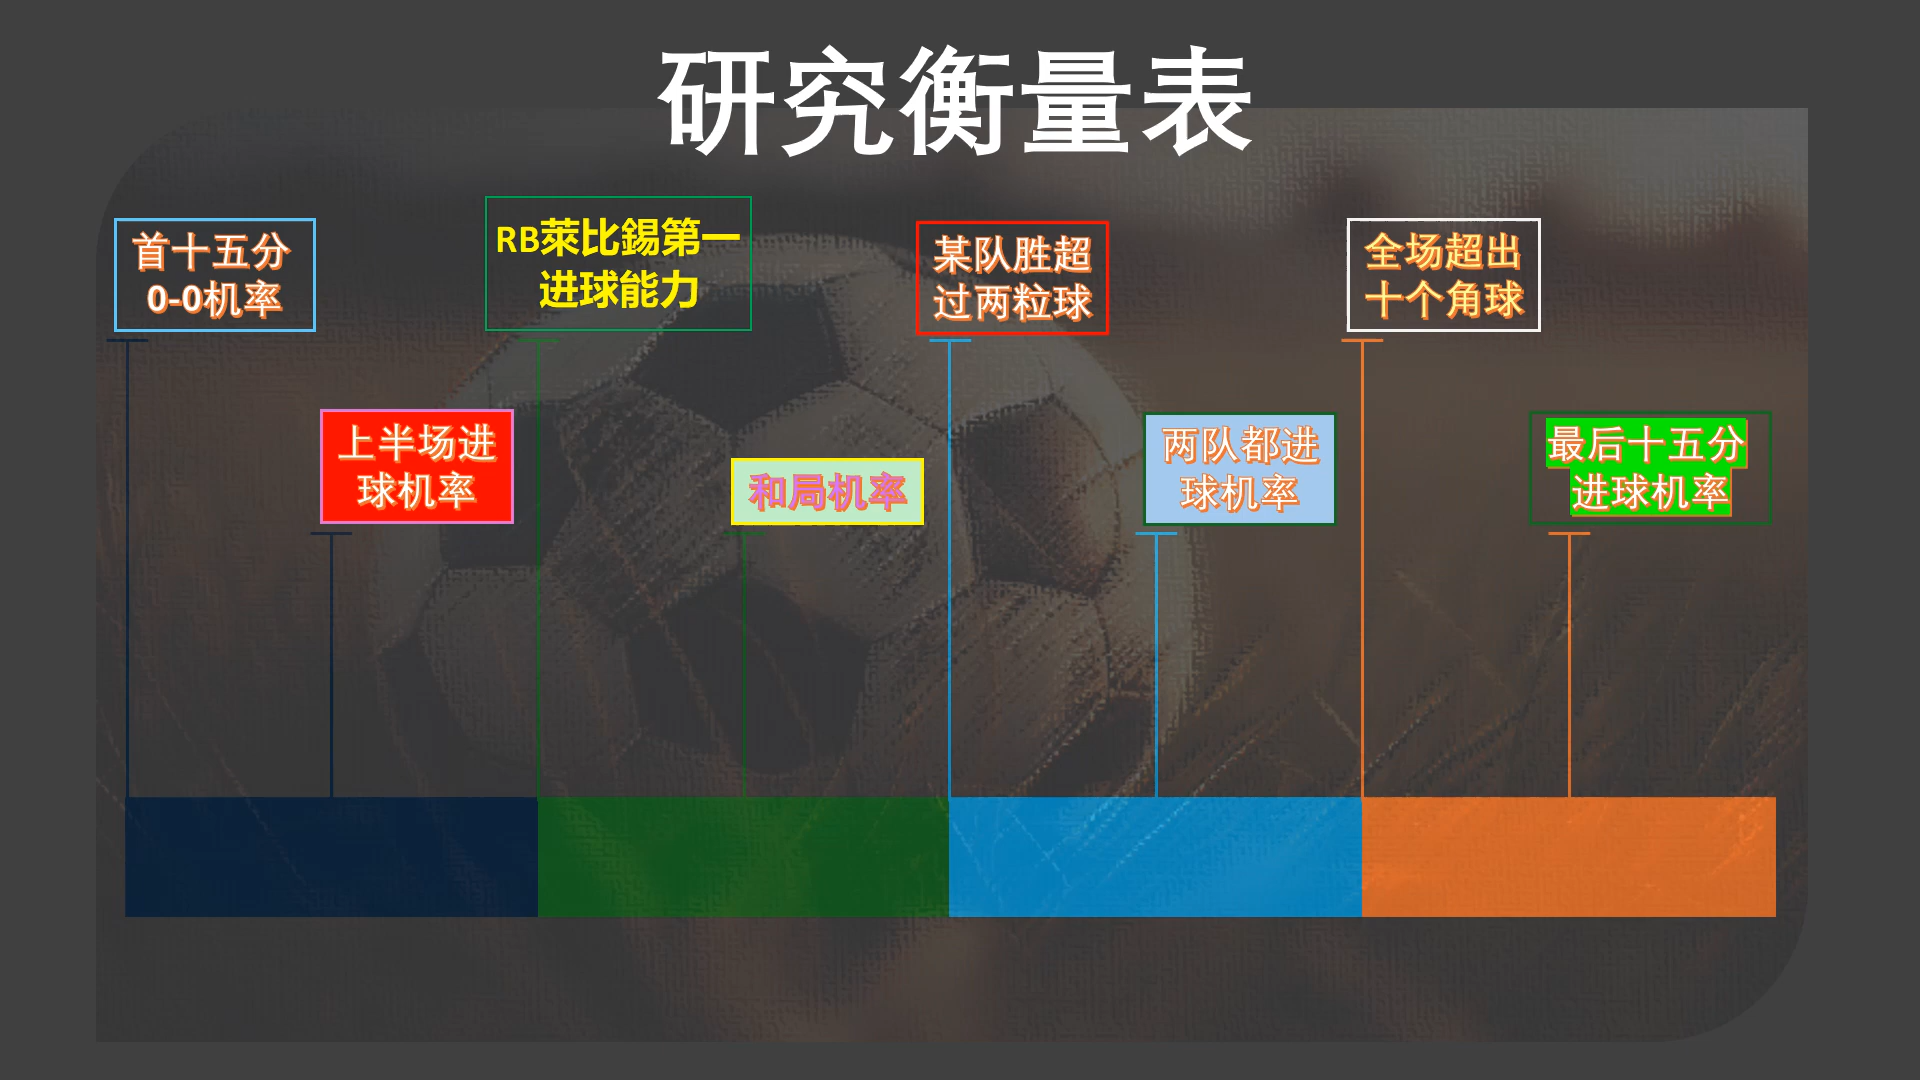 研究衡量表
首十五分
0-0机率
RB萊比錫第一
进球能力
某队胜超
过两粒球
全场超出
十个角球
上半场进
球机率
和局机率
两队都进
球机率
最后十五分
进球机率